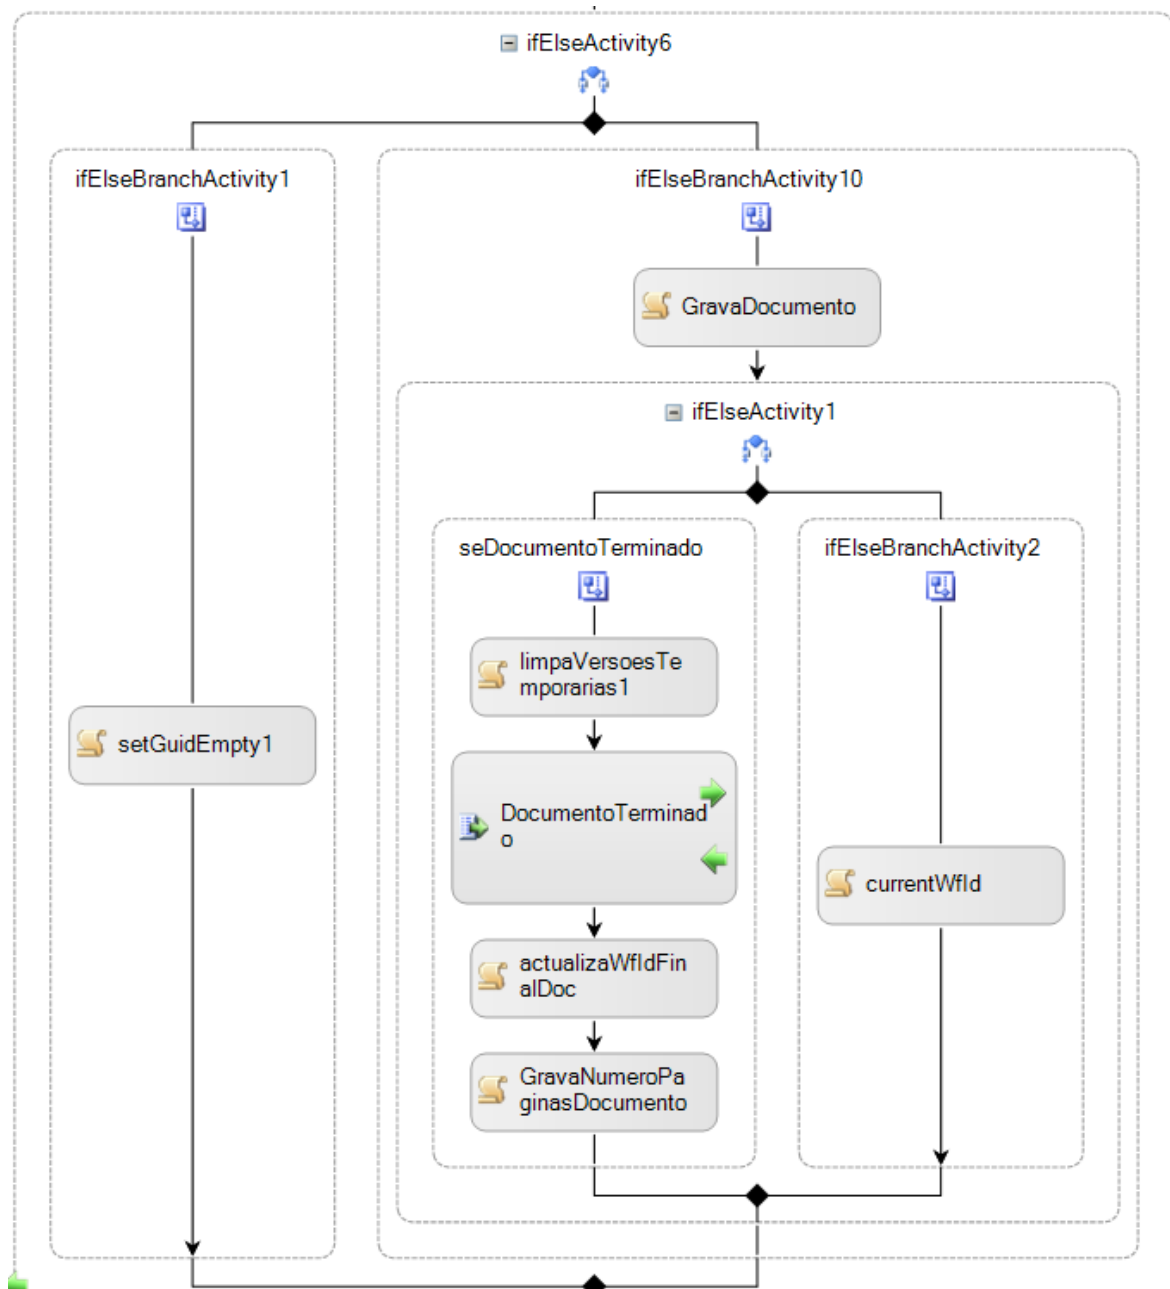 ifElseActivity6
ifElseBranchActivity1
ifElseBranchActivity10
GravaDocumento
ifElseActivity1
seDocumentoTerminado
ifElseBranchActivity2
limpaVersoesTe
mporarias1
setGuidEmpty1
DocumentoTerminad
o
currentWfId
actualizaWfIdFin
alDoc
GravaNumeroPa
ginasDocumento